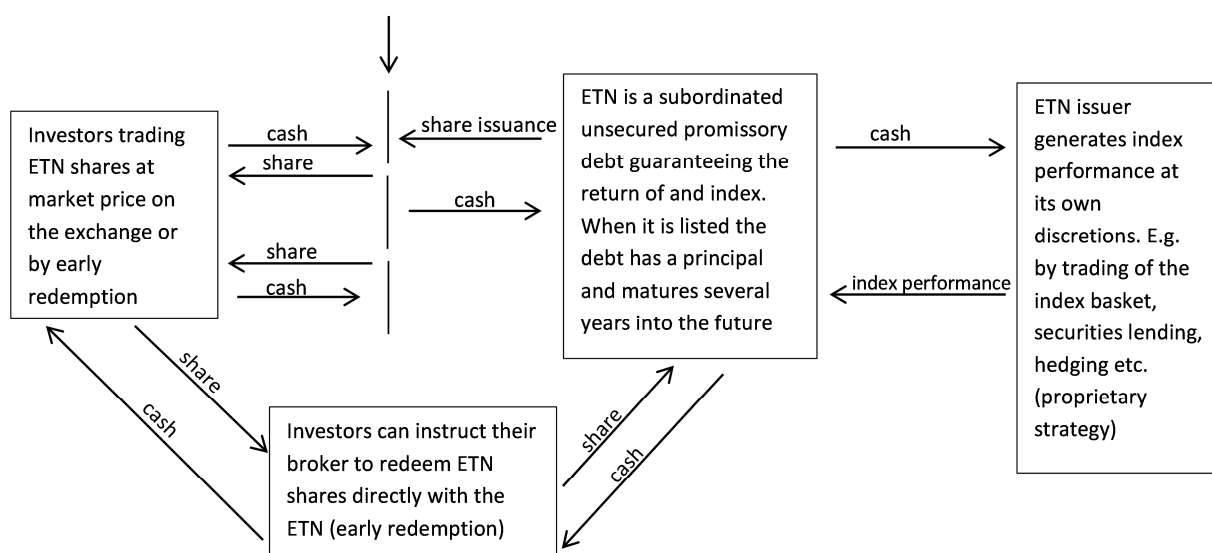 Investors trading
ETN shares at
market price on
the exchange or
by early
redemption
cash
share
share
cash
share issuance
cash
ETN is a subordinated
unsecured promissory
debt guaranteeing the
return of and index.
When it is listed the
debt has a principal
and matures several
years into the future
cash
index performance
ETN issuer
generates index
performance at
its own
discretions. E.g.
by trading of the
index basket,
securities lending,
hedging etc.
(proprietary
strategy)
share
cash
Investors can instruct their
broker to redeem ETN
shares directly with the
ETN (early redemption)
share
cash